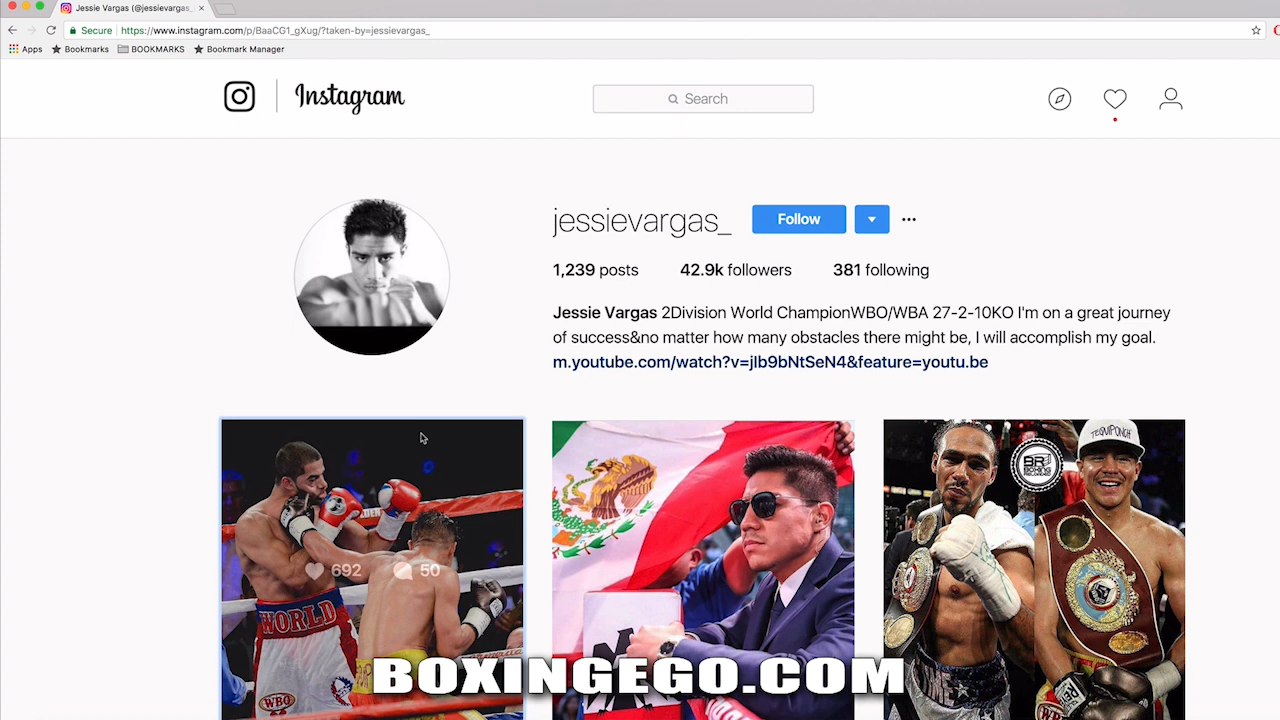 Jessie Vargas (@jessievargas_
Secure https://www.instagram.com/p/BaaCG1_gXug/?taken-by=jessievargas_
Apps Bookmarks BOOKMARKS Bookmark Manager
Instagram
Search
jessievargas_ Follow
1,239 posts 42.9k followers 381 following
Jessie Vargas 2Division World ChampionWBO/WBA 27-2-10KO I'm on a great journey
of success&no matter how many obstacles there might be, I will accomplish my goal.
m.youtube.com/watch?v=jlb9bNtSeN4&feature=youtu.be
TEQUIPONCH
BR
692 50
WORLD
WBO
BOXINGEGO.COM